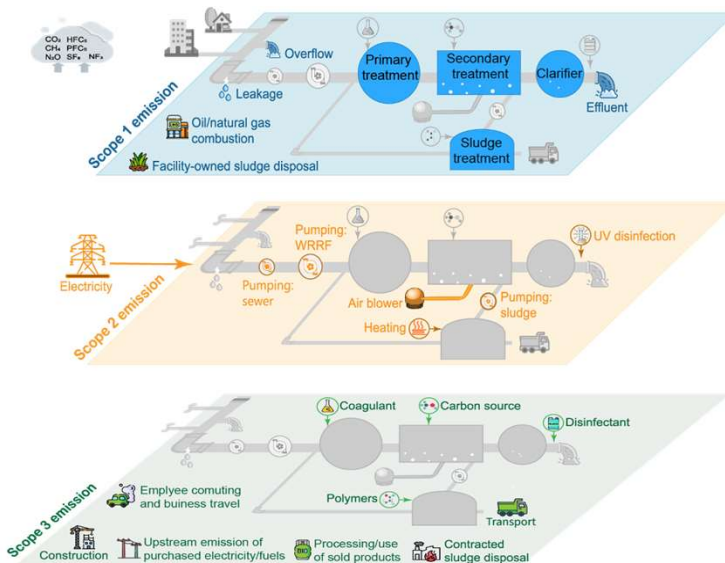 CO₂ HFCₛ
CH₄ PFCₛ
N₂O SF₆ NF₃
Scope 1 emission
Overflow
Leakage
Oil/natural gas
combustion
Facility-owned sludge disposal
Primary
treatment
Secondary
treatment
Clarifier
Effluent
Sludge
treatment
Scope 2 emission
Electricity
Pumping:
WRRF
Pumping:
sewer
Air blower
Heating
Pumping:
sludge
UV disinfection
Scope 3 emission
Coagulant
Carbon source
Disinfectant
Polymers
Transport
Emplyee comuting
and buiness travel
Construction
Upstream emission of
purchased electricity/fuels
BIO
Processing/use
of sold products
Contracted
sludge disposal